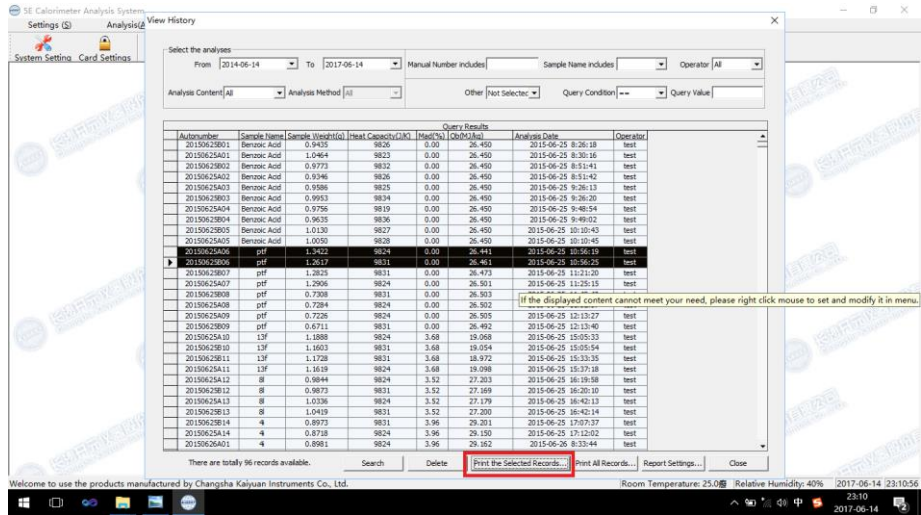 5E Calorimeter Analysis System
View History
Settings (S)
Analysis(A
System Setting Card Settings
Select the analyses
From 2014-06-14 To 2017-06-14 Manual Number includes Sample Name includes Operator All
Analysis Content All Analysis Method All Other Not Selectec Query Condition == Query Value
Query Results
Autonumber Sample Name Sample Weight(g) Heat Capacity(J/K) Mad(%) Qb(MJ/kg) Analysis Date Operator
20150625B01 Benzoic Acid 0.9435 9826 0.00 26.450 2015-06-25 8:26:18 test
20150625A01 Benzoic Acid 1.0464 9823 0.00 26.450 2015-06-25 8:30:16 test
20150625B02 Benzoic Acid 0.9773 9832 0.00 26.450 2015-06-25 8:51:41 test
20150625A02 Benzoic Acid 0.9346 9826 0.00 26.450 2015-06-25 8:51:42 test
20150625A03 Benzoic Acid 0.9586 9825 0.00 26.450 2015-06-25 9:26:13 test
20150625B03 Benzoic Acid 0.9953 9834 0.00 26.450 2015-06-25 9:26:20 test
20150625A04 Benzoic Acid 0.9756 9819 0.00 26.450 2015-06-25 9:48:54 test
20150625B04 Benzoic Acid 0.9635 9836 0.00 26.450 2015-06-25 9:49:02 test
20150625B05 Benzoic Acid 1.0130 9827 0.00 26.450 2015-06-25 10:10:43 test
20150625A05 Benzoic Acid 1.0050 9828 0.00 26.450 2015-06-25 10:10:45 test
20150625A06 ptf 1.3422 9824 0.00 26.441 2015-06-25 10:56:19 test
20150625B06 ptf 1.2617 9831 0.00 26.461 2015-06-25 10:56:25 test
20150625B07 ptf 1.2825 9831 0.00 26.473 2015-06-25 11:21:20 test
20150625A07 ptf 1.2906 9824 0.00 26.501 2015-06-25 11:25:15 test
20150625B08 ptf 0.7308 9831 0.00 26.503
If the displayed content cannot meet your need, please right click mouse to set and modify it in menu.
20150625A08 ptf 0.7284 9824 0.00 26.502
20150625A09 ptf 0.7226 9824 0.00 26.505 2015-06-25 12:13:27 test
20150625B09 ptf 0.6711 9831 0.00 26.492 2015-06-25 12:13:40 test
20150625A10 13f 1.1888 9824 3.68 19.068 2015-06-25 15:05:33 test
20150625B10 13f 1.1603 9831 3.68 19.054 2015-06-25 15:05:54 test
20150625B11 13f 1.1728 9831 3.68 18.972 2015-06-25 15:33:35 test
20150625A11 13f 1.1619 9824 3.68 19.098 2015-06-25 15:37:18 test
20150625A12 8l 0.9844 9824 3.52 27.203 2015-06-25 16:19:58 test
20150625B12 8l 0.9873 9831 3.52 27.169 2015-06-25 16:20:10 test
20150625A13 8l 1.0336 9824 3.52 27.179 2015-06-25 16:42:13 test
20150625B13 8l 1.0419 9831 3.52 27.200 2015-06-25 16:42:14 test
20150625B14 4 0.8973 9831 3.96 29.201 2015-06-25 17:07:37 test
20150625A14 4 0.8718 9824 3.96 29.150 2015-06-25 17:12:02 test
20150626A01 4 0.8981 9824 3.96 29.162 2015-06-26 8:33:44 test
There are totally 96 records available. Search Delete Print the Selected Records... Print All Records... Report Settings... Close
Welcome to use the products manufactured by Changsha Kaiyuan Instruments Co., Ltd. Room Temperature: 25.0 Relative Humidity: 40% 2017-06-14 23:10:56
中 23:10
2017-06-14